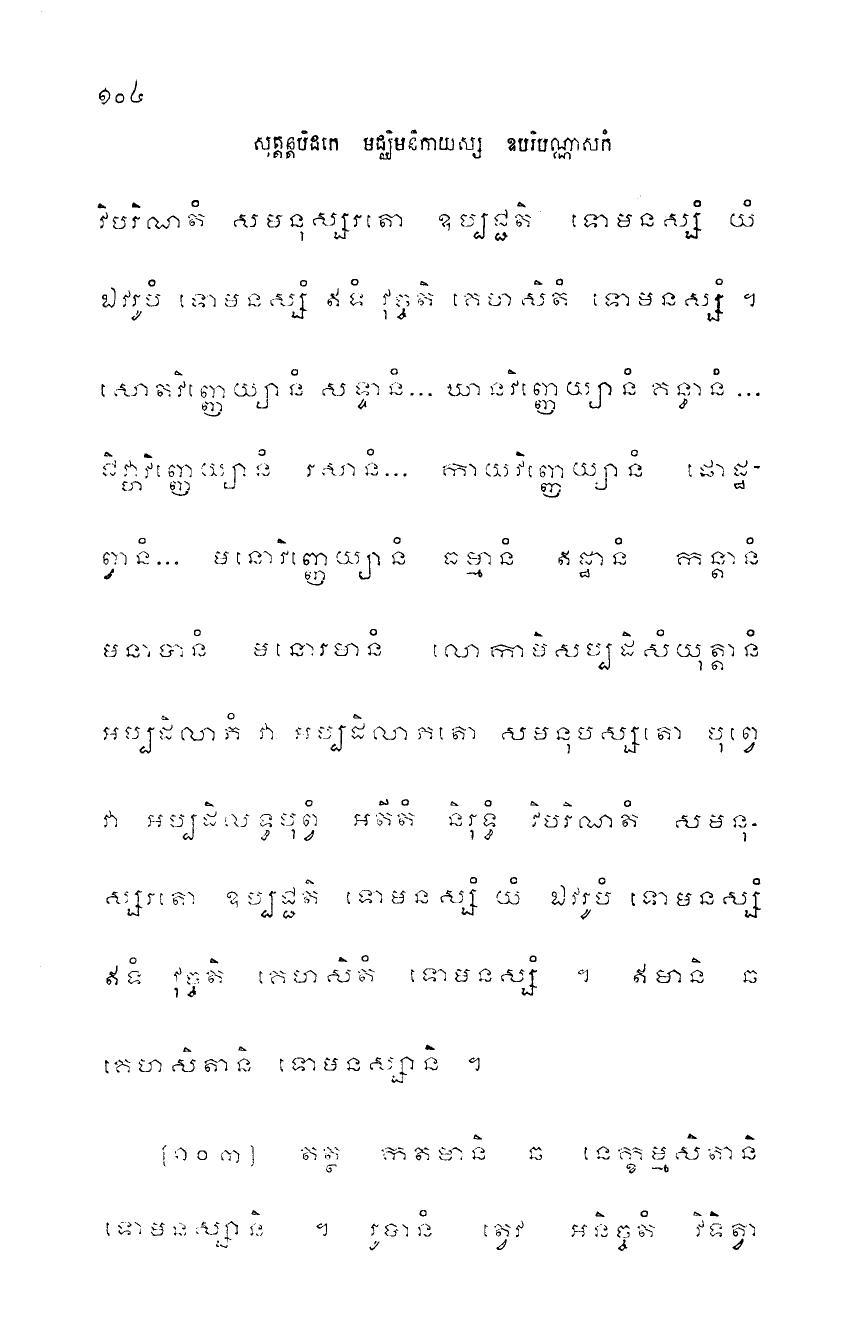 ១០៤
សុត្តន្តបិដកេ មជ្ឈិមនិកាយស្ស ឧបរិបណ្ណាសកំ
វិបរិណតំ សមនុស្សរតោ ឧប្បជ្ជតិ ទោមនស្សំ យំ
ឯវរូបំ ទោមនស្សំ ឥទំ វុច្ចតិ គេហសិតំ ទោមនស្សំ ។
សោតវិញ្ញេយ្យានំ សទ្ទានំ... ឃានវិញ្ញេយ្យានំ គន្ធានំ...
ជិវ្ហាវិញ្ញេយ្យានំ រសានំ... កាយវិញ្ញេយ្យានំ ផោដ្ឋ-
ព្វានំ... មនោវិញ្ញេយ្យានំ ធម្មានំ ឥដ្ឋានំ កន្តានំ
មនាបានំ មនោរមានំ លោកាមិសប្បដិសំយុត្តានំ
អប្បដិលាភំ វា អប្បដិលាភតោ សមនុបស្សតោ បុព្វេ
វា អប្បដិលទ្ធបុព្វំ អតីតំ និរុទ្ធំ វិបរិណតំ សមនុ-
ស្សរតោ ឧប្បជ្ជតិ ទោមនស្សំ យំ ឯវរូបំ ទោមនស្សំ
ឥទំ វុច្ចតិ គេហសិតំ ទោមនស្សំ ។ ឥមានិ ឆ
គេហសិតានិ ទោមនស្សានិ ។
[១០៣] តត្ថ កតមានិ ឆ នេក្ខម្មសិតានិ
ទោមនស្សានិ ។ រូបានំ ត្វេវ អនិច្ចតំ វិទិត្វា